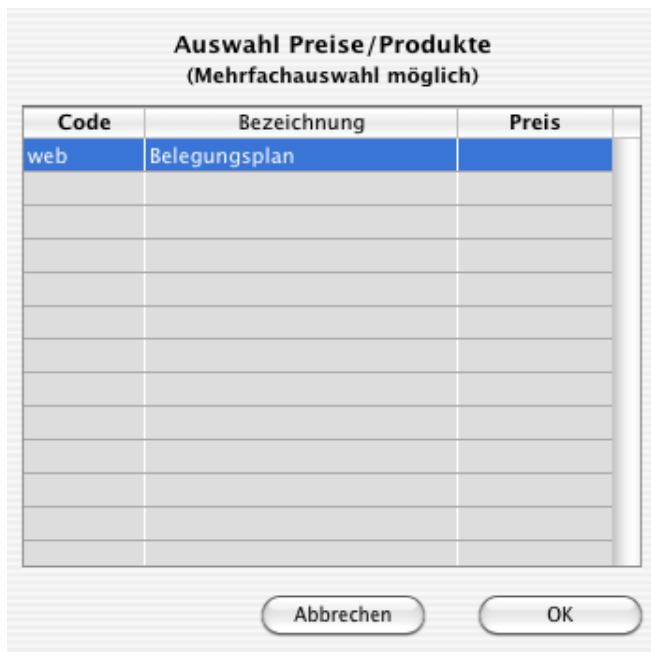 Auswahl Preise/Produkte
(Mehrfachauswahl möglich)
Code Bezeichnung Preis
web Belegungsplan
Abbrechen OK